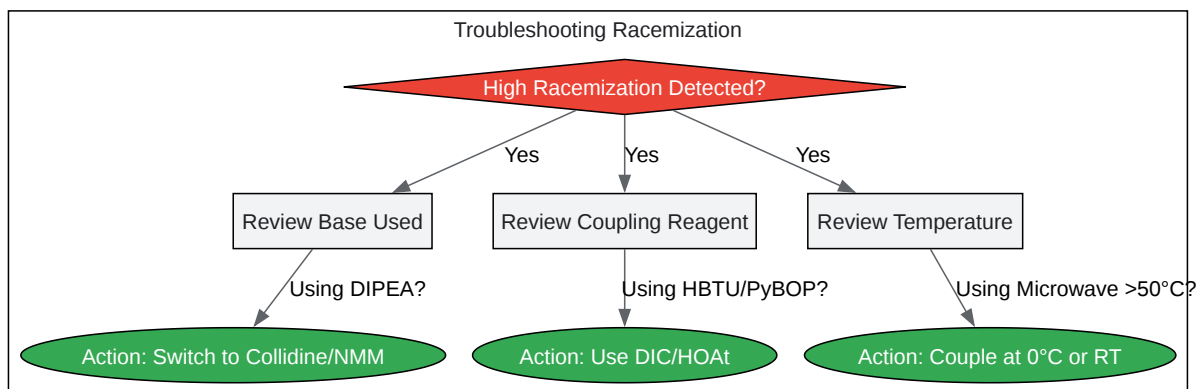 Troubleshooting Racemization
High Racemization Detected?
Yes
Yes
Yes
Review Base Used
Review Coupling Reagent
Review Temperature
Using DIPEA?
Using HBTU/PyBOP?
Using Microwave >50°C?
Action: Switch to Collidine/NMM
Action: Use DIC/HOAt
Action: Couple at 0°C or RT